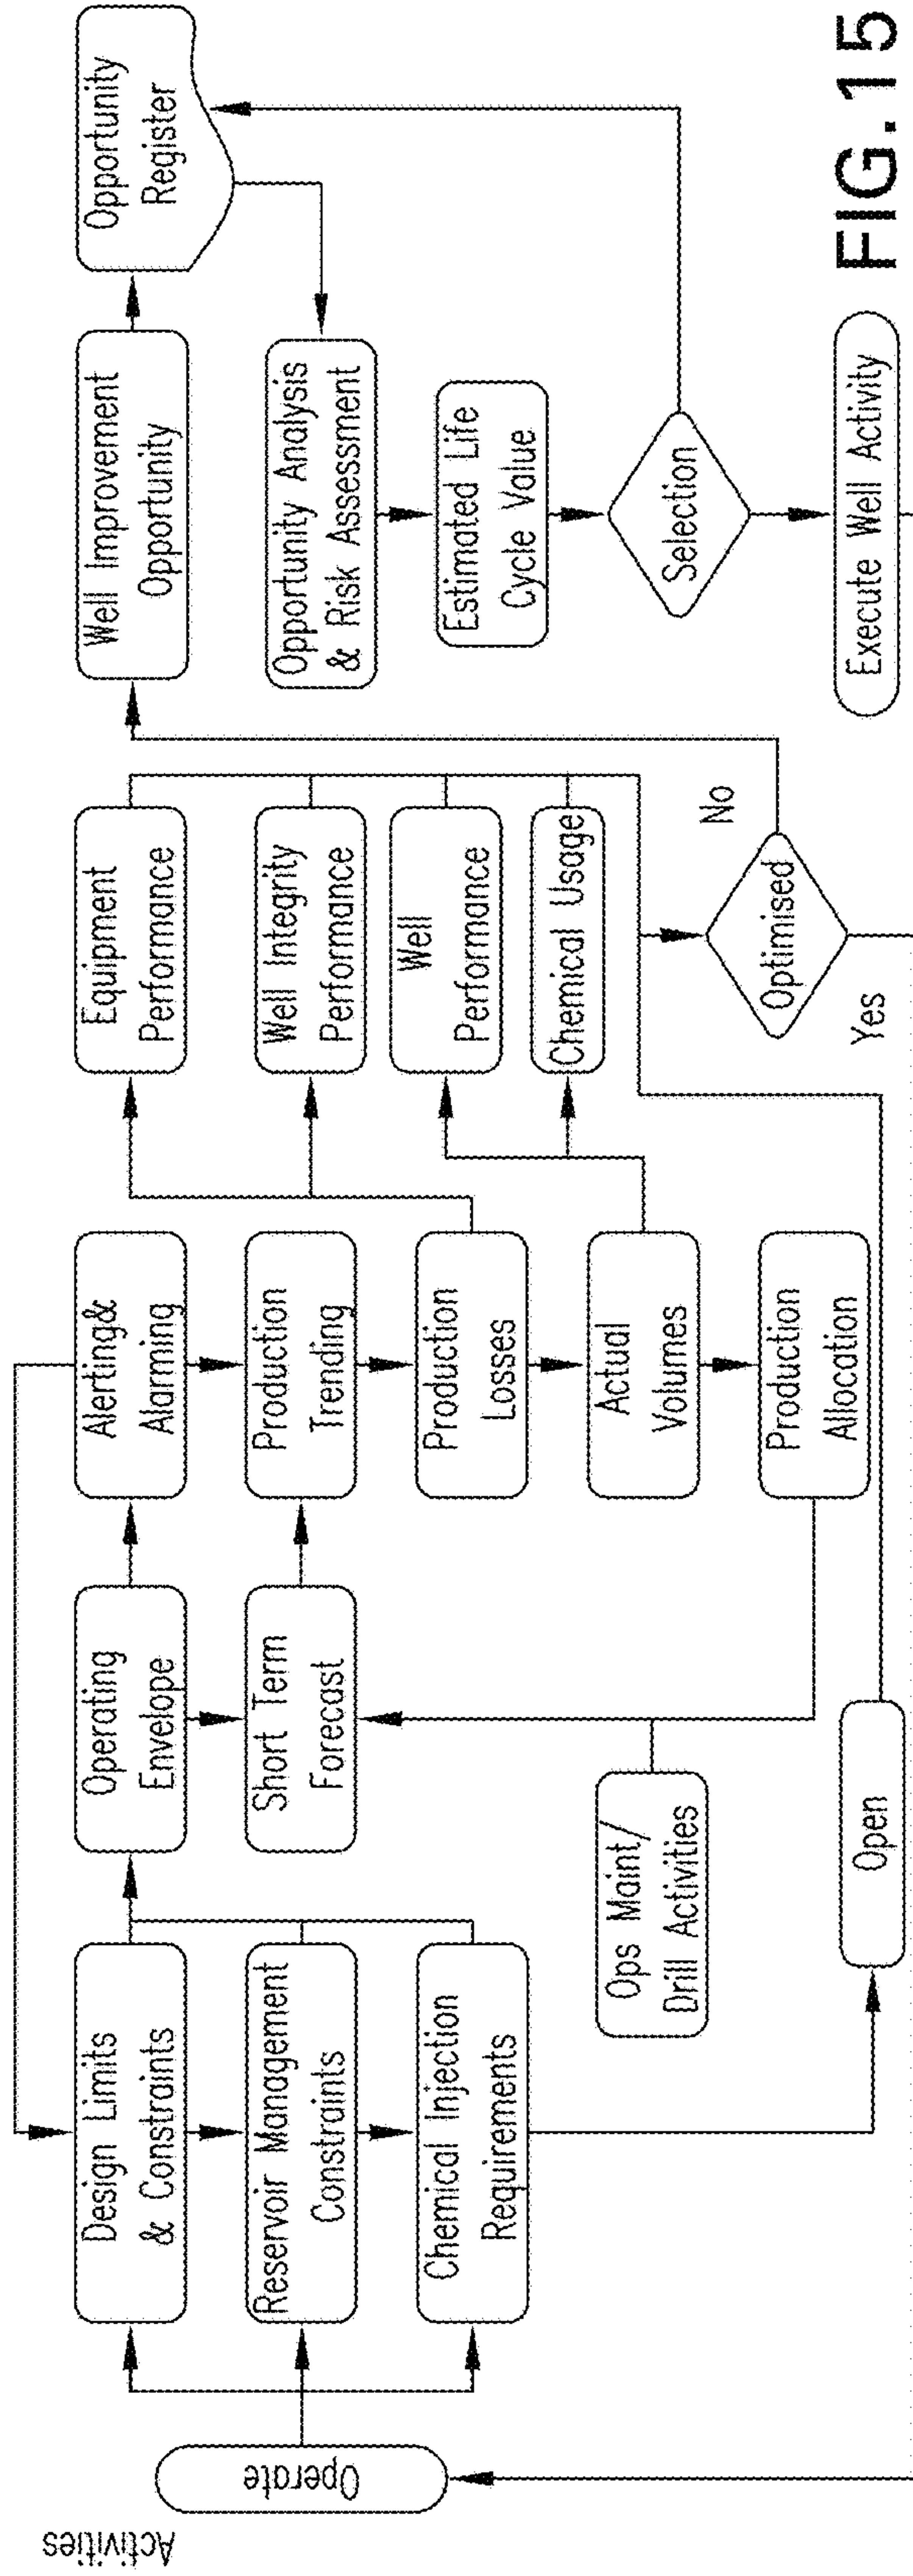 Activities
Operate
Design Limits
& Constraints
Reservoir Management
Constraints
Chemical Injection
Requirements
Operating
Envelope
Short Term
Forecast
Ops Maint/
Drill Activities
Open
Alerting&
Alarming
Production
Trending
Production
Losses
Actual
Volumes
Production
Allocation
Equipment
Performance
Well Integrity
Performance
Well
Performance
Chemical Usage
Optimised
Yes
No
Well Improvement
Opportunity
Opportunity
Register
Opportunity Analysis
& Risk Assessment
Estimated Life
Cycle Value
Selection
Execute Well Activity
FIG.15